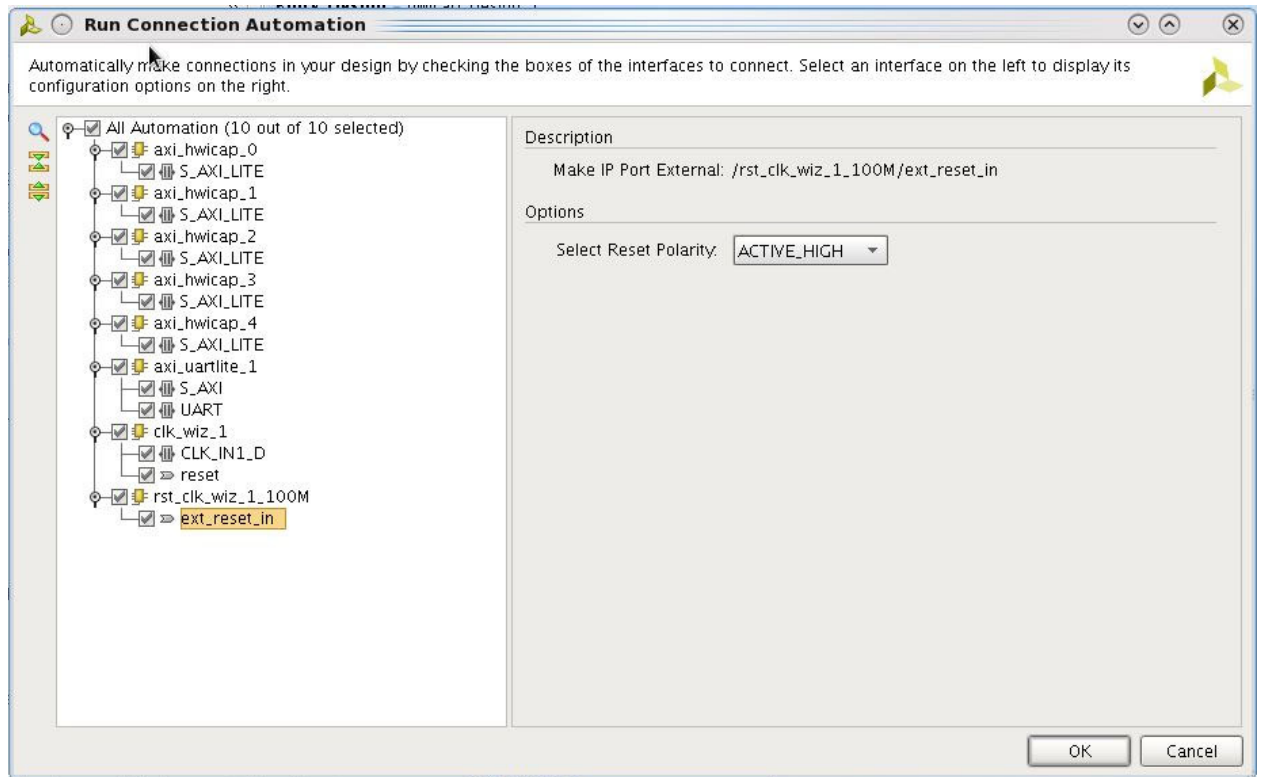 Run Connection Automation
Automatically make connections in your design by checking the boxes of the interfaces to connect. Select an interface on the left to display its
configuration options on the right.
All Automation (10 out of 10 selected)
axi_hwicap_0
S_AXI_LITE
axi_hwicap_1
S_AXI_LITE
axi_hwicap_2
S_AXI_LITE
axi_hwicap_3
S_AXI_LITE
axi_hwicap_4
S_AXI_LITE
axi_uartlite_1
S_AXI
UART
clk_wiz_1
CLK_IN1_D
reset
rst_clk_wiz_1_100M
ext_reset_in
Description
Make IP Port External: /rst_clk_wiz_1_100M/ext_reset_in
Options
Select Reset Polarity: ACTIVE_HIGH
OK
Cancel